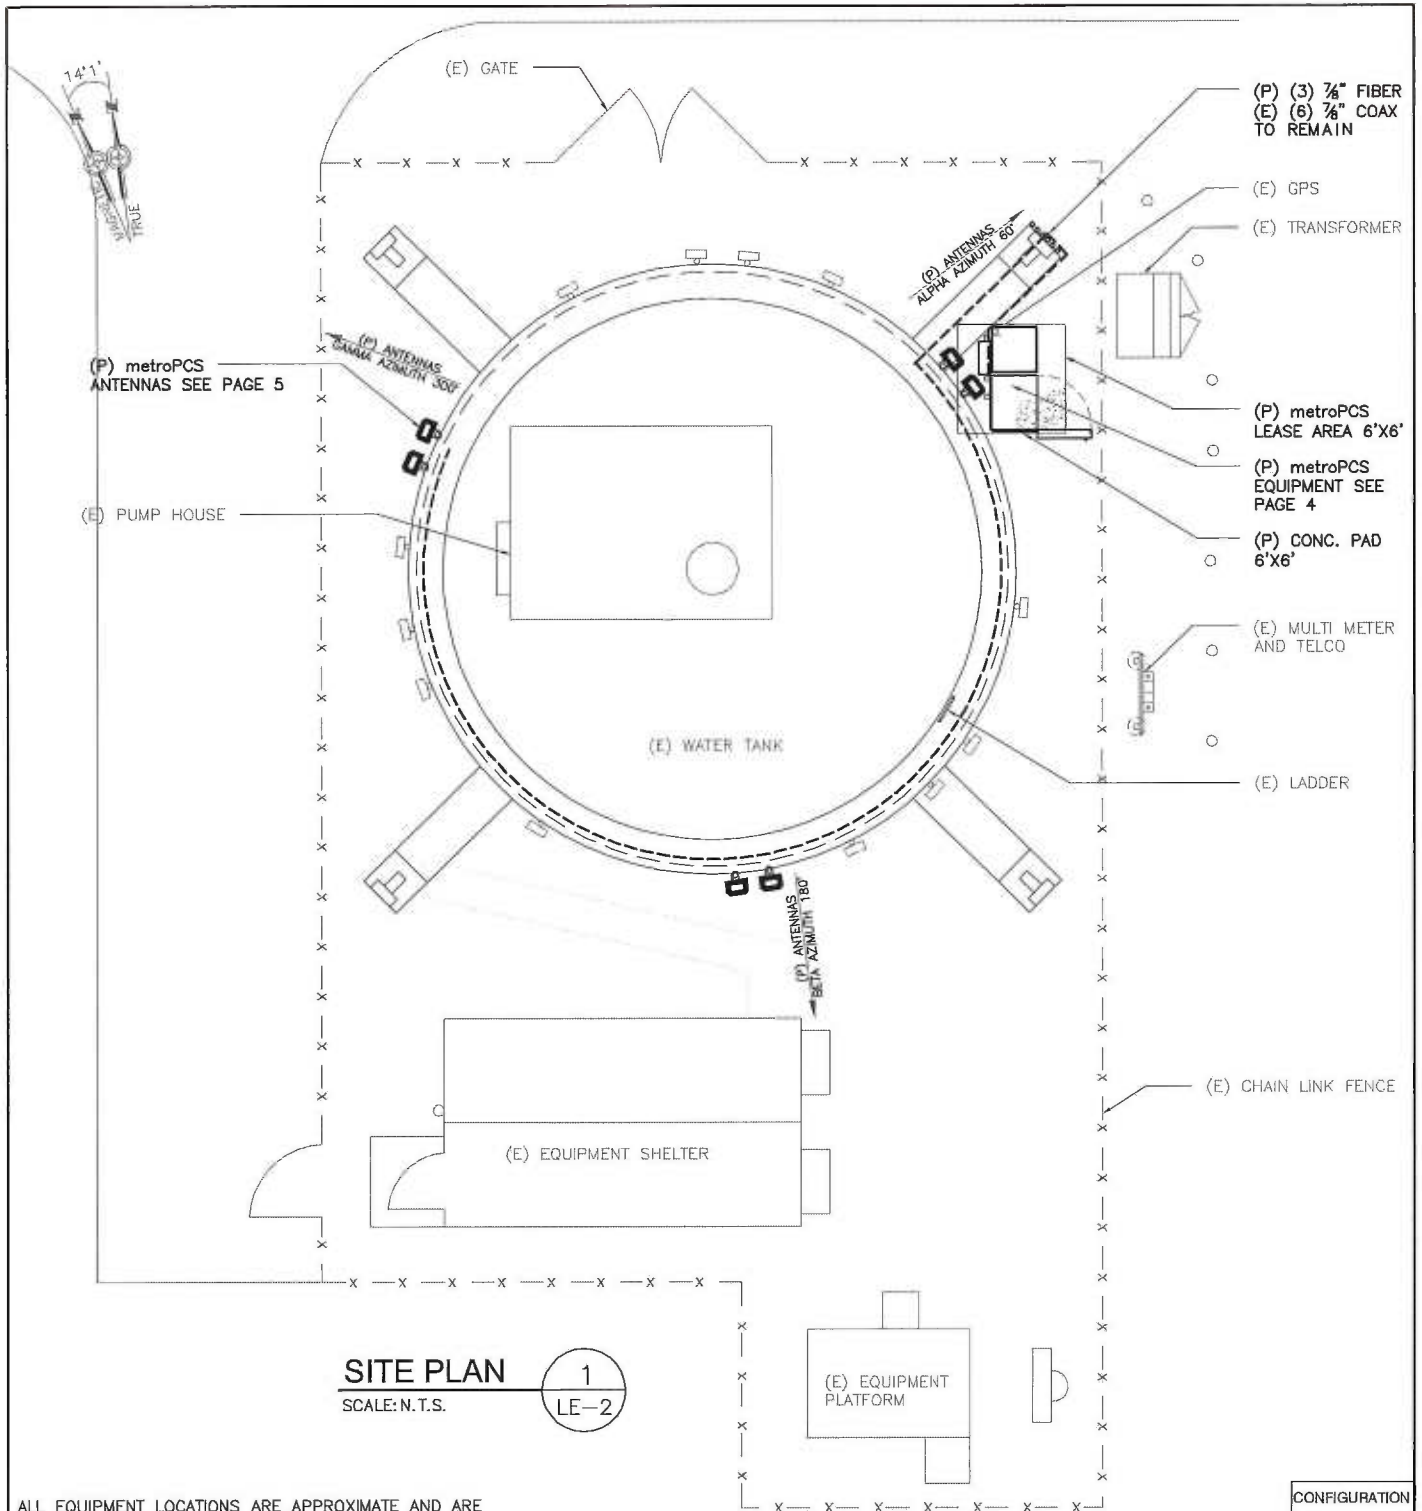 14°1'
MAGNETIC
TRUE
(E) GATE
(P) (3) ⅞" FIBER
(E) (6) ⅞" COAX
TO REMAIN
(E) GPS
(E) TRANSFORMER
(P) ANTENNAS
ALPHA AZIMUTH 60°
(P) ANTENNAS
GAMMA AZIMUTH 300°
(P) metroPCS
ANTENNAS SEE PAGE 5
(P) metroPCS
LEASE AREA 6'X6'
(P) metroPCS
EQUIPMENT SEE
PAGE 4
(E) PUMP HOUSE
(P) CONC. PAD
6'X6'
(E) MULTI METER
AND TELCO
(E) WATER TANK
(E) LADDER
(P) ANTENNAS
BETA AZIMUTH 180°
(E) CHAIN LINK FENCE
(E) EQUIPMENT SHELTER
SITE PLAN
SCALE: N.T.S.
1
LE-2
(E) EQUIPMENT
PLATFORM
ALL EQUIPMENT LOCATIONS ARE APPROXIMATE AND ARE
CONFIGURATION